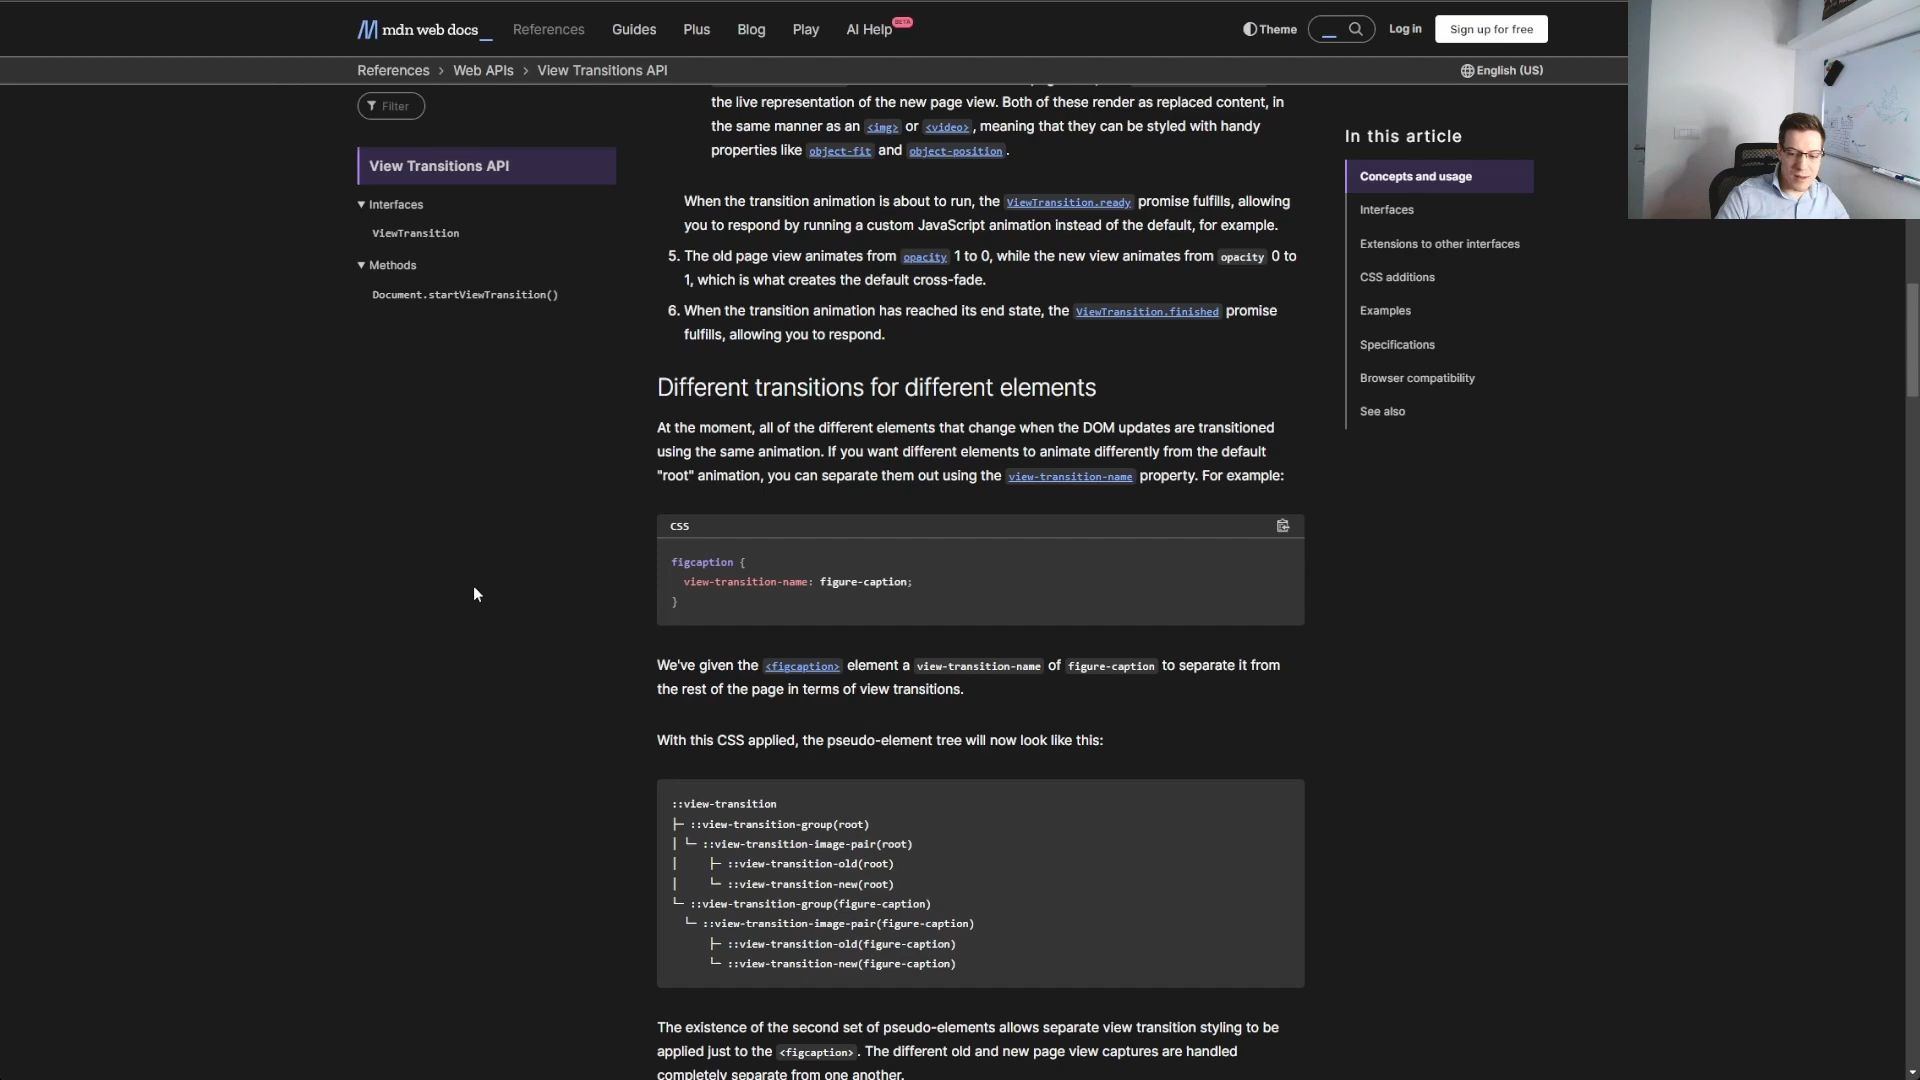 mdn web docs_
References
Guides
Plus
Blog
Play
AI Help
BETA
Theme
Log in
Sign up for free
References > Web APIs > View Transitions API
English (US)
Filter
View Transitions API
Interfaces
ViewTransition
Methods
Document.startViewTransition()
the live representation of the new page view. Both of these render as replaced content, in
the same manner as an <img> or <video>, meaning that they can be styled with handy
properties like object-fit and object-position.
When the transition animation is about to run, the ViewTransition.ready promise fulfills, allowing
you to respond by running a custom JavaScript animation instead of the default, for example.
5. The old page view animates from opacity 1 to 0, while the new view animates from opacity 0 to
1, which is what creates the default cross-fade.
6. When the transition animation has reached its end state, the ViewTransition.finished promise
fulfills, allowing you to respond.
Different transitions for different elements
At the moment, all of the different elements that change when the DOM updates are transitioned
using the same animation. If you want different elements to animate differently from the default
"root" animation, you can separate them out using the view-transition-name property. For example:
CSS
figcaption {
view-transition-name: figure-caption;
}
We've given the <figcaption> element a view-transition-name of figure-caption to separate it from
the rest of the page in terms of view transitions.
With this CSS applied, the pseudo-element tree will now look like this:
::view-transition
├─ ::view-transition-group(root)
│ └─ ::view-transition-image-pair(root)
│     ├─ ::view-transition-old(root)
│     └─ ::view-transition-new(root)
└─ ::view-transition-group(figure-caption)
  └─ ::view-transition-image-pair(figure-caption)
      ├─ ::view-transition-old(figure-caption)
      └─ ::view-transition-new(figure-caption)
The existence of the second set of pseudo-elements allows separate view transition styling to be
applied just to the <figcaption>. The different old and new page view captures are handled
completely separate from one another.
In this article
Concepts and usage
Interfaces
Extensions to other interfaces
CSS additions
Examples
Specifications
Browser compatibility
See also